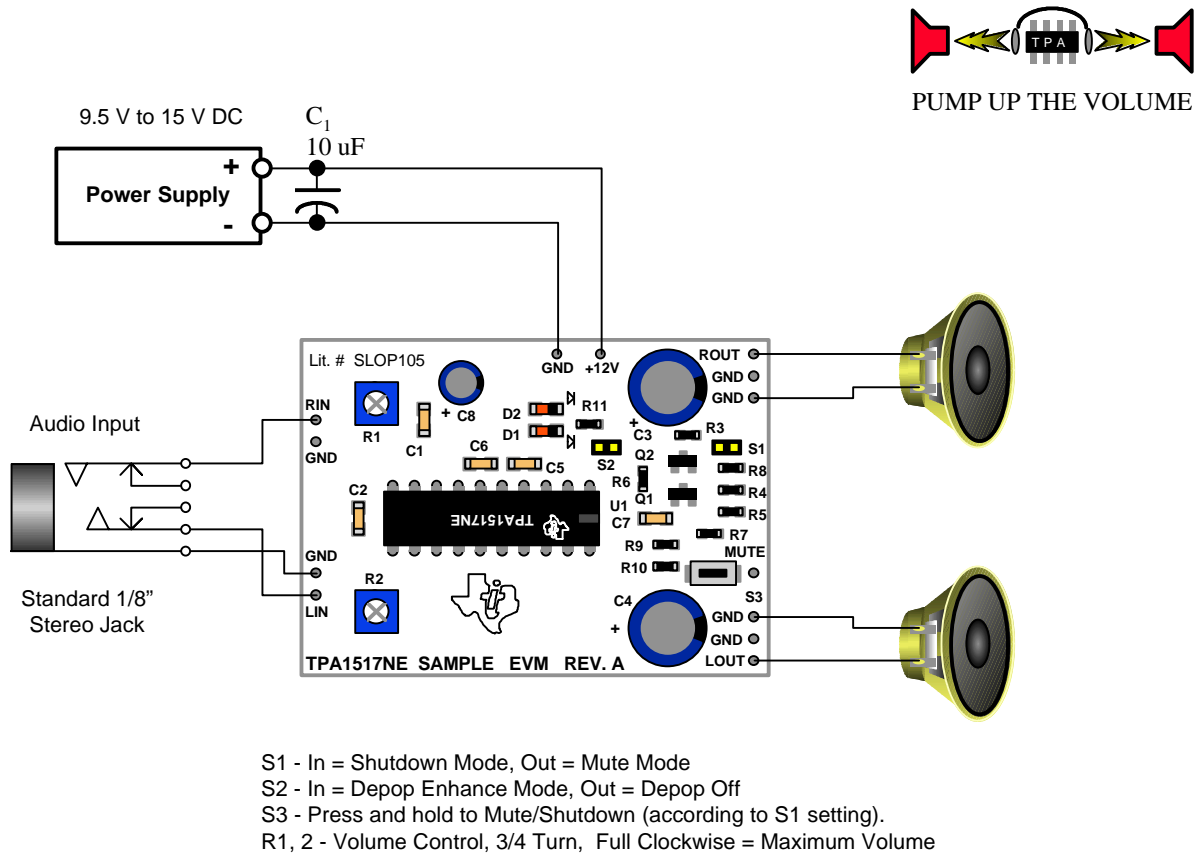 TPA
PUMP UP THE VOLUME
9.5 V to 15 V DC
C1
10 uF
+
Power Supply
-
Lit. # SLOP105
GND +12V
ROUT
GND
GND
RIN
GND
R1
C1
+ C8
D2
D1
R11
S2
C6
C5
+
C3
R3
S1
Q2
R6
Q1
R8
R4
R5
Audio Input
C2
TPA1517NE
U1
C7
R7
R9
R10
MUTE
S3
GND
LIN
R2
Standard 1/8”
Stereo Jack
C4
+
GND
GND
LOUT
TPA1517NE SAMPLE EVM REV. A
S1 - In = Shutdown Mode, Out = Mute Mode
S2 - In = Depop Enhance Mode, Out = Depop Off
S3 - Press and hold to Mute/Shutdown (according to S1 setting).
R1, 2 - Volume Control, 3/4 Turn, Full Clockwise = Maximum Volume